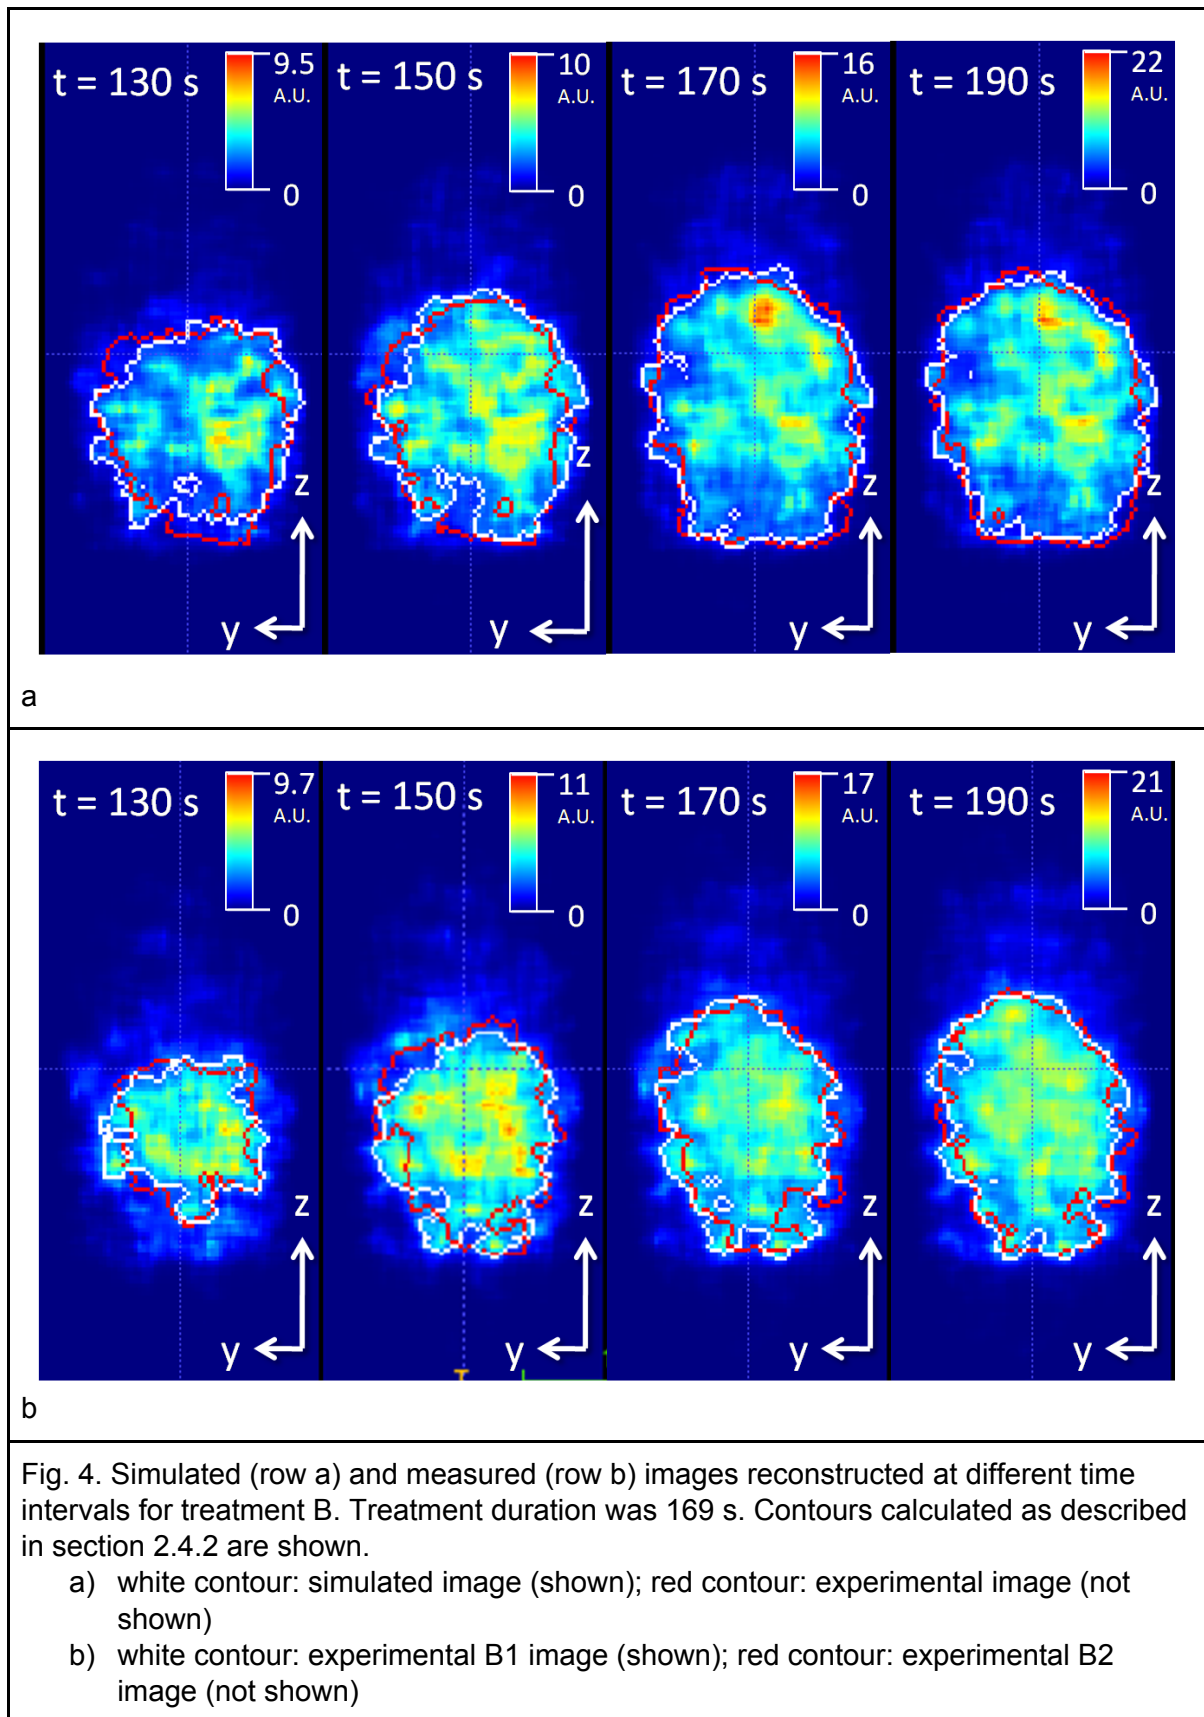 t = 130 s
9.5
A.U.
0
z
y
t = 150 s
10
A.U.
0
z
y
t = 170 s
16
A.U.
0
z
y
t = 190 s
22
A.U.
0
z
y
a
t = 130 s
9.7
A.U.
0
z
y
t = 150 s
11
A.U.
0
z
y
t = 170 s
17
A.U.
0
z
y
t = 190 s
21
A.U.
0
z
y
b
Fig. 4. Simulated (row a) and measured (row b) images reconstructed at different time
intervals for treatment B. Treatment duration was 169 s. Contours calculated as described
in section 2.4.2 are shown.
a) white contour: simulated image (shown); red contour: experimental image (not
shown)
b) white contour: experimental B1 image (shown); red contour: experimental B2
image (not shown)